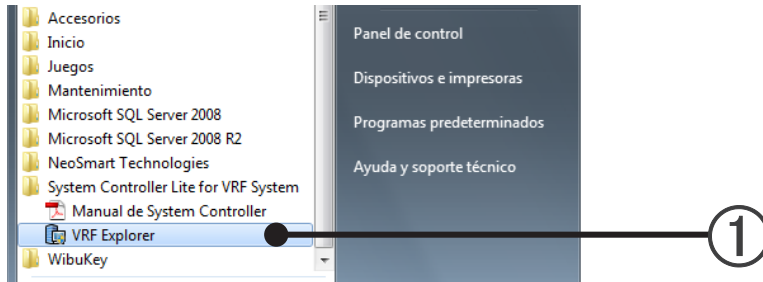 Accesorios
Inicio
Juegos
Mantenimiento
Microsoft SQL Server 2008
Microsoft SQL Server 2008 R2
NeoSmart Technologies
System Controller Lite for VRF System
Manual de System Controller
VRF Explorer
WibuKey
Panel de control
Dispositivos e impresoras
Programas predeterminados
Ayuda y soporte técnico
1